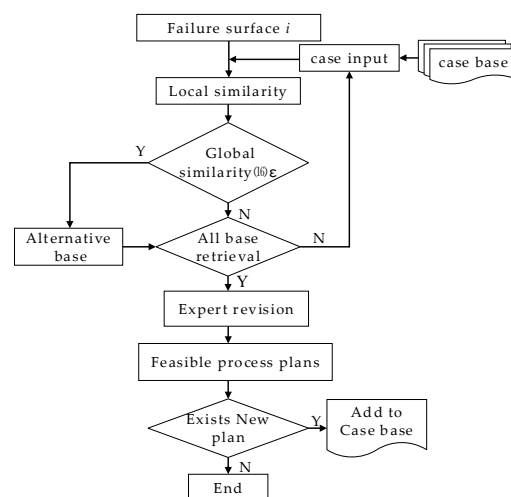 Failure surface i
case input
case base
Local similarity
Y
Global
similarity(16)ε
N
Alternative
base
All base
retrieval
N
Y
Expert revision
Feasible process plans
Exists New
plan
Y
Add to
Case base
N
End